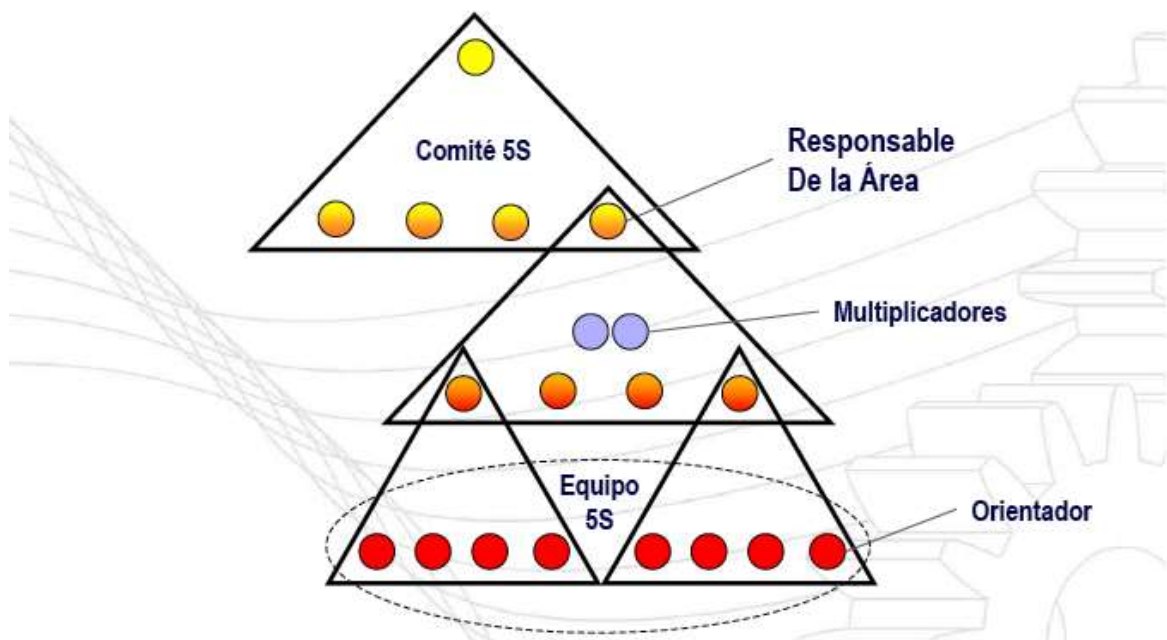 Comité 5S
Responsable
De la Área
Multiplicadores
Equipo
5S
Orientador